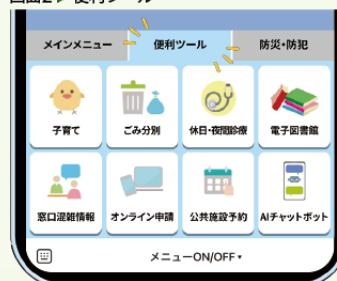 画面2▶便利ツール
メインメニュー 便利ツール 防災・防犯
子育て ごみ分別 休日・夜間診療 電子図書館
窓口混雑情報 オンライン申請 公共施設予約 AIチャットボット
メニューON/OFF▾